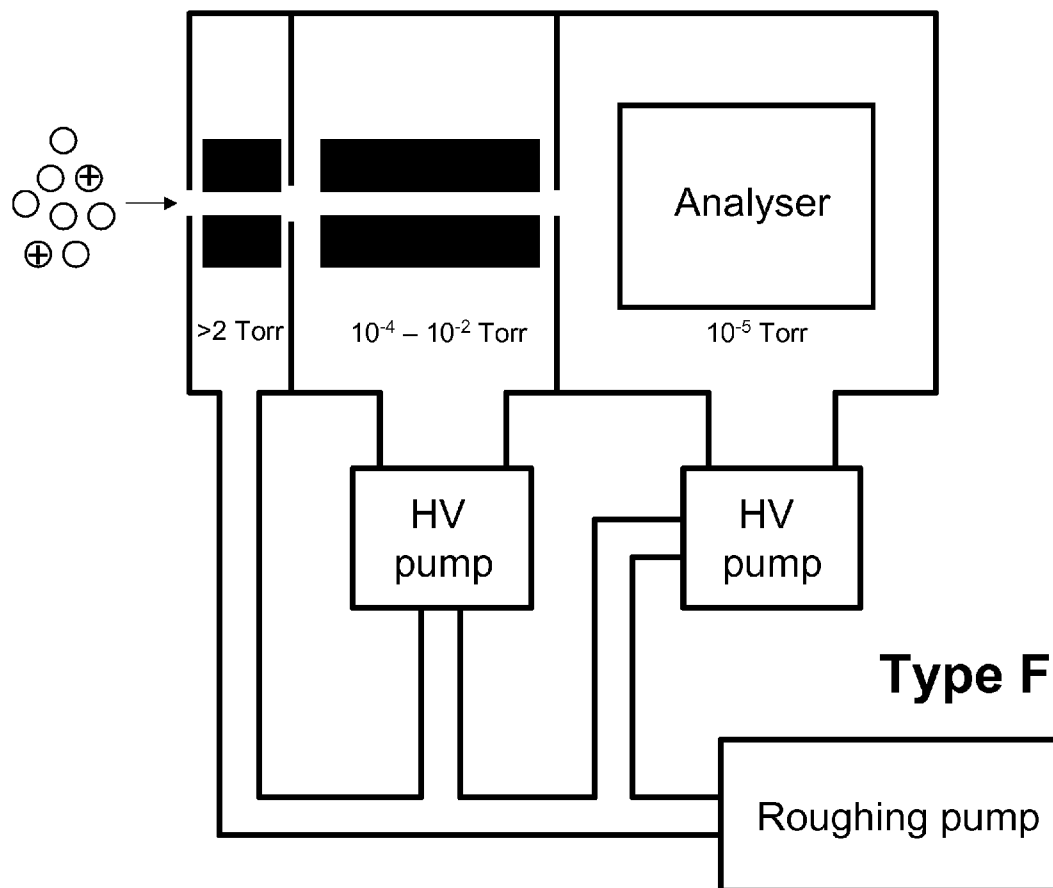 Analyser
>2 Torr
10⁻⁴ – 10⁻² Torr
10⁻⁵ Torr
HV
pump
HV
pump
Type F
Roughing pump